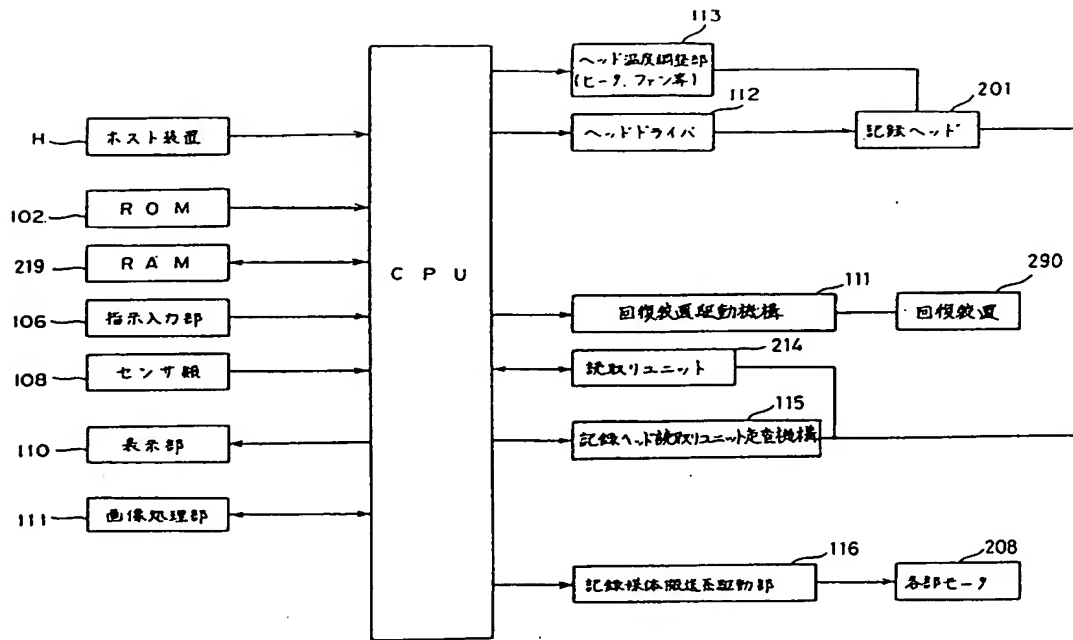 113
ヘッド温度調整部
(ヒータ、ファン等)
112
ヘッドドライバ
201
記録ヘッド
H
ホスト装置
102
ROM
219
RAM
106
指示入力部
108
センサ類
110
表示部
111
画像処理部
CPU
111
回復装置駆動機構
290
回復装置
214
読取りユニット
115
記録ヘッド読取りユニット走査機構
116
記録媒体搬送系駆動部
208
各部モータ